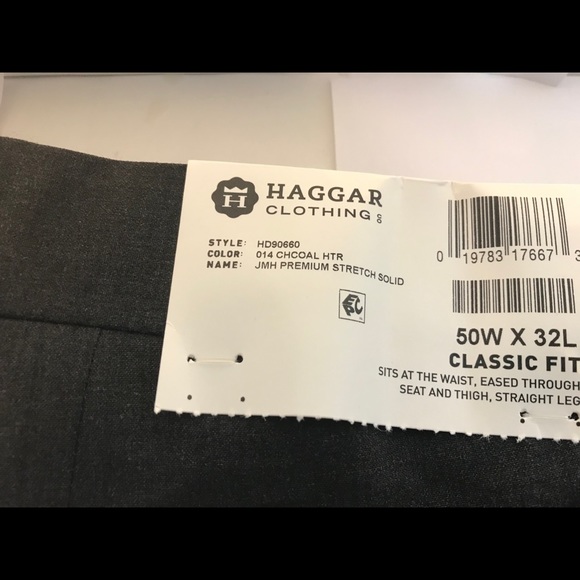 H
HAGGAR
CLOTHING CO
STYLE: HD90660
COLOR: 014 CHCOAL HTR
NAME: JMH PREMIUM STRETCH SOLID
EPC
0 19783 17667 3
50W X 32L
CLASSIC FIT
SITS AT THE WAIST, EASED THROUGH
SEAT AND THIGH, STRAIGHT LEG